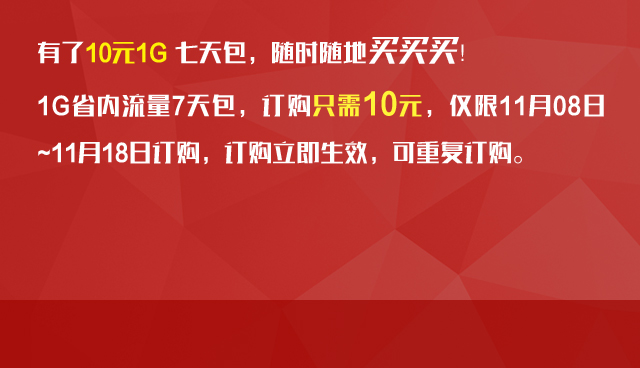 有了10元1G 七天包，随时随地买买买！
1G省内流量7天包，订购只需10元，仅限11月08日
~11月18日订购，订购立即生效，可重复订购。